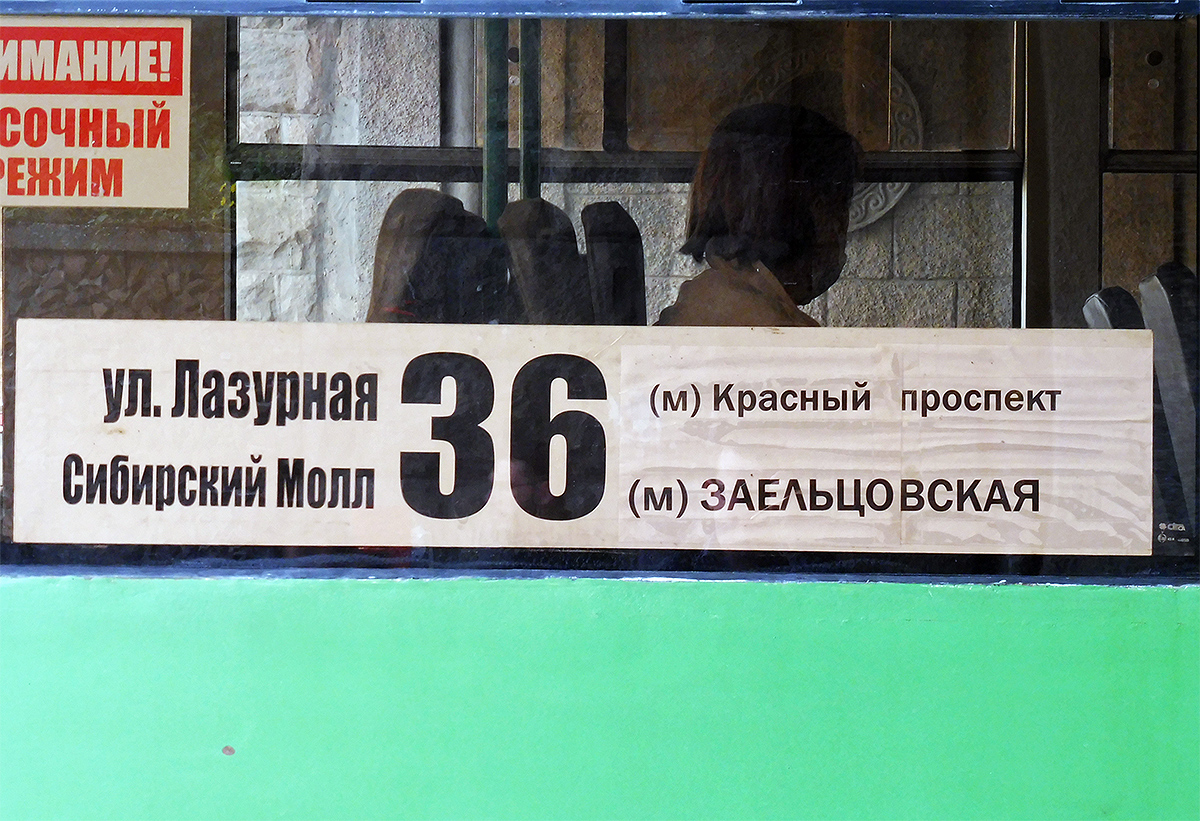 ИМАНИЕ!
СОЧНЫЙ
РЕЖИМ
ул. Лазурная
Сибирский Молл
36
(м) Красный проспект
(м) ЗАЕЛЬЦОВСКАЯ